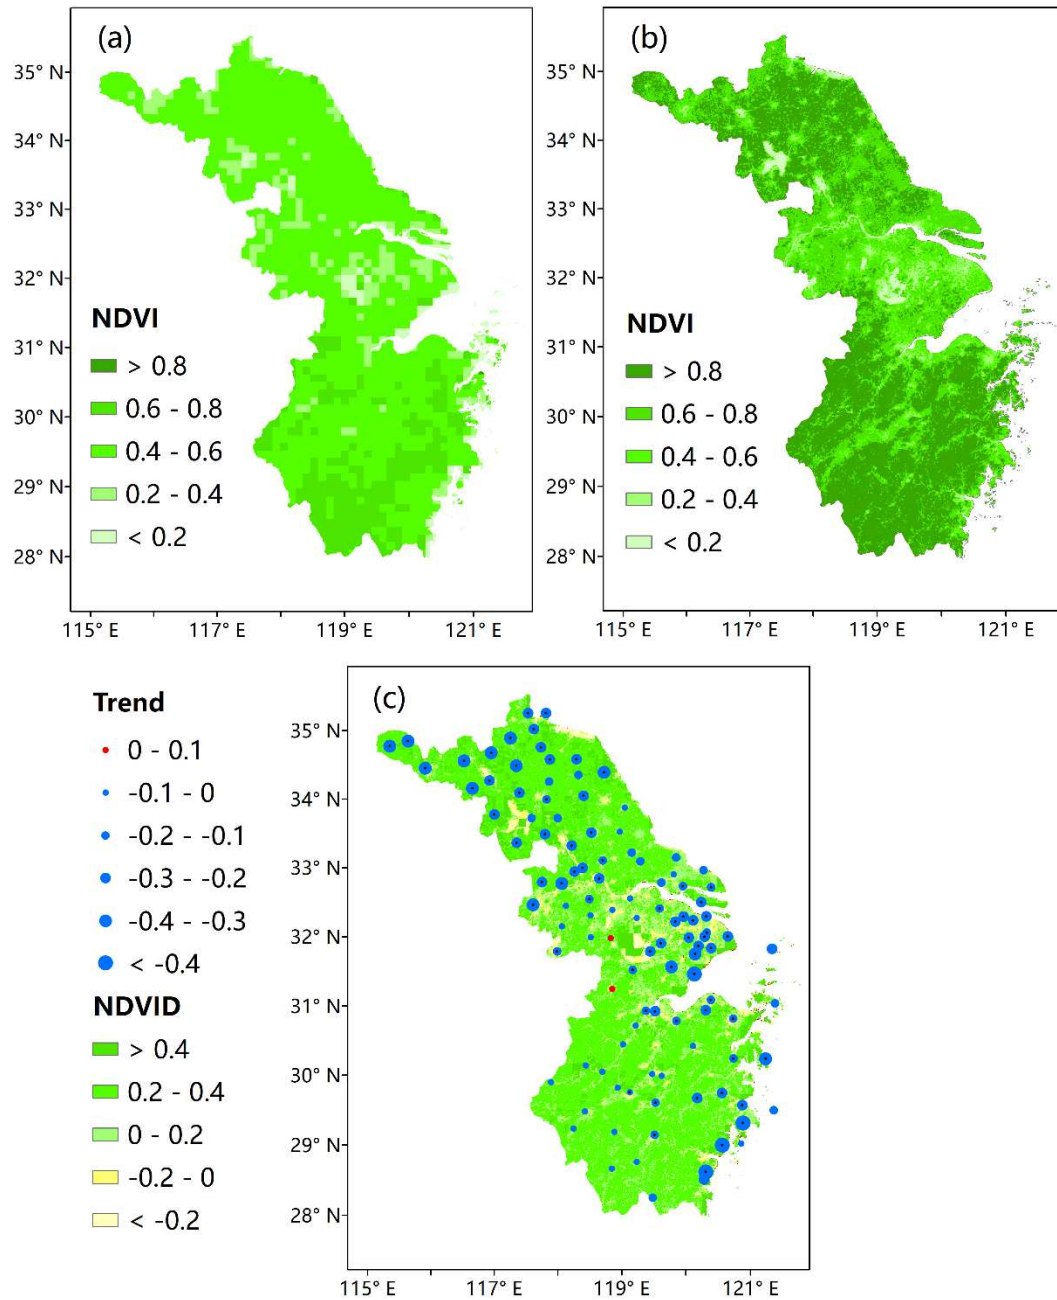 (a)
35° N
34° N
33° N
32° N
31° N
30° N
29° N
28° N
NDVI
> 0.8
0.6 - 0.8
0.4 - 0.6
0.2 - 0.4
< 0.2
115° E
117° E
119° E
121° E
(b)
35° N
34° N
33° N
32° N
31° N
30° N
29° N
28° N
NDVI
> 0.8
0.6 - 0.8
0.4 - 0.6
0.2 - 0.4
< 0.2
115° E
117° E
119° E
121° E
Trend
0 - 0.1
-0.1 - 0
-0.2 - -0.1
-0.3 - -0.2
-0.4 - -0.3
< -0.4
NDVID
> 0.4
0.2 - 0.4
0 - 0.2
-0.2 - 0
< -0.2
(c)
35° N
34° N
33° N
32° N
31° N
30° N
29° N
28° N
115° E
117° E
119° E
121° E